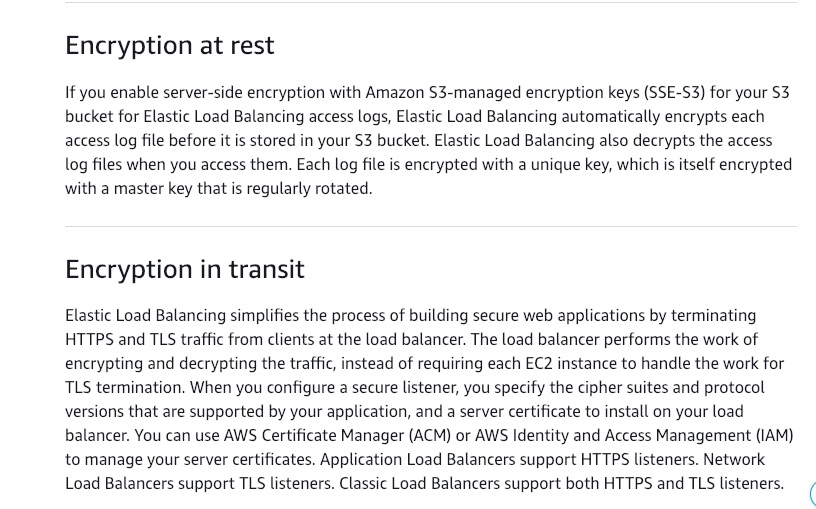 Encryption at rest
If you enable server-side encryption with Amazon S3-managed encryption keys (SSE-S3) for your S3
bucket for Elastic Load Balancing access logs, Elastic Load Balancing automatically encrypts each
access log file before it is stored in your S3 bucket. Elastic Load Balancing also decrypts the access
log files when you access them. Each log file is encrypted with a unique key, which is itself encrypted
with a master key that is regularly rotated.
Encryption in transit
Elastic Load Balancing simplifies the process of building secure web applications by terminating
HTTPS and TLS traffic from clients at the load balancer. The load balancer performs the work of
encrypting and decrypting the traffic, instead of requiring each EC2 instance to handle the work for
TLS termination. When you configure a secure listener, you specify the cipher suites and protocol
versions that are supported by your application, and a server certificate to install on your load
balancer. You can use AWS Certificate Manager (ACM) or AWS Identity and Access Management (IAM)
to manage your server certificates. Application Load Balancers support HTTPS listeners. Network
Load Balancers support TLS listeners. Classic Load Balancers support both HTTPS and TLS listeners.